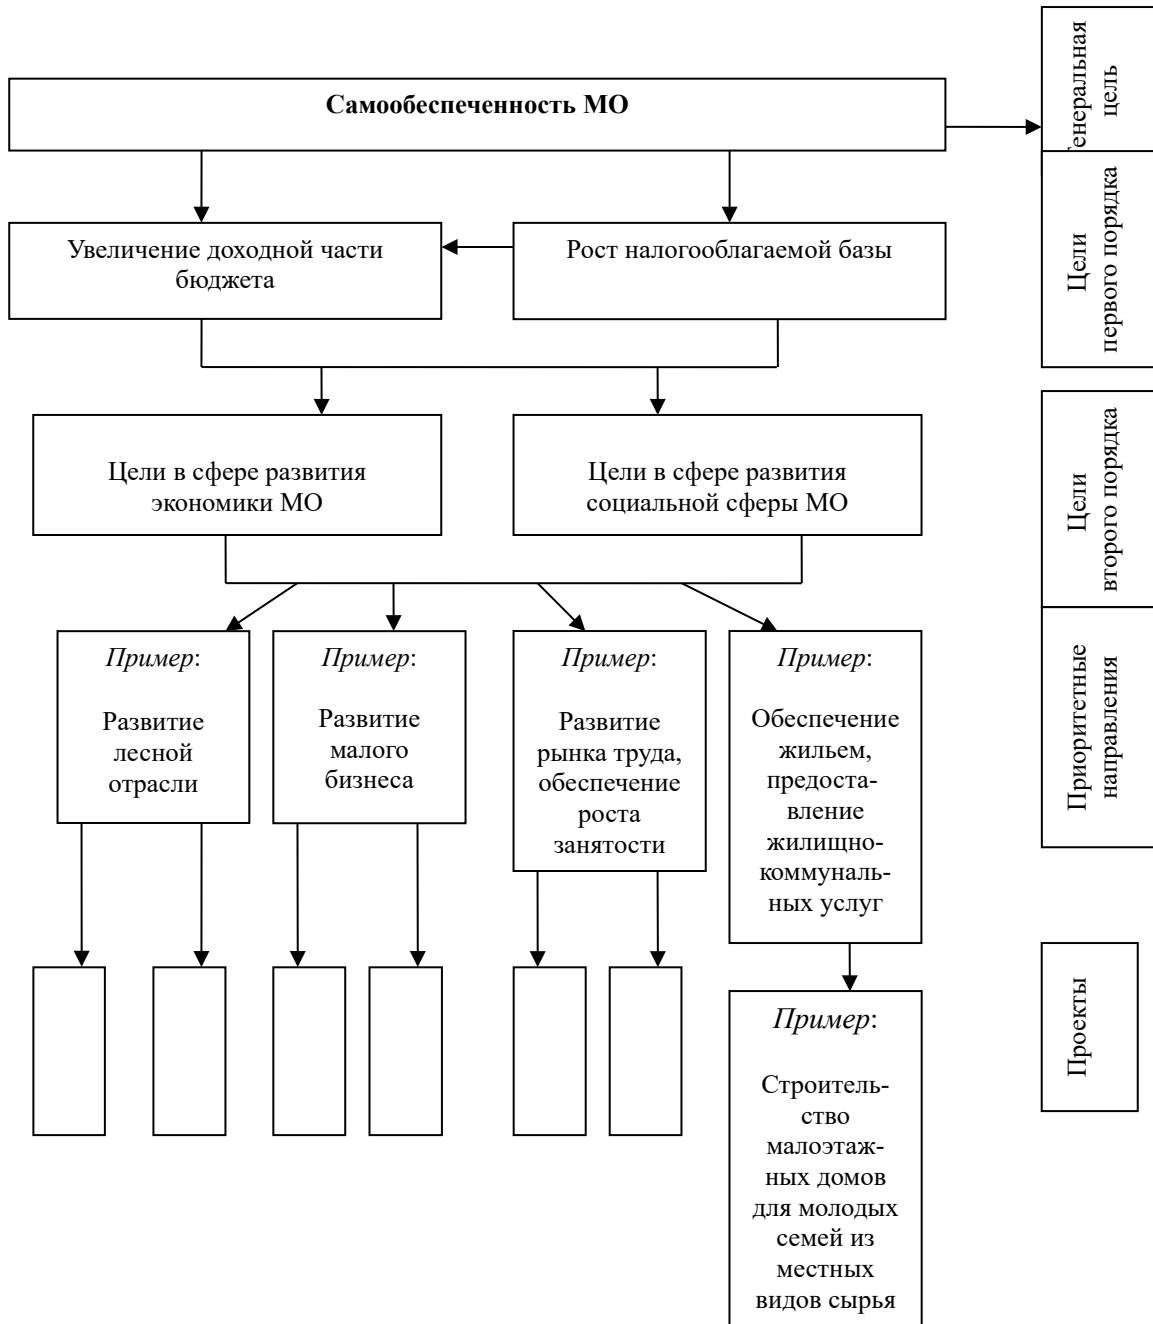 Самообеспеченность МО
Генеральная
цель
Увеличение доходной части
бюджета
Рост налогооблагаемой базы
Цели
первого порядка
Цели в сфере развития
экономики МО
Цели в сфере развития
социальной сферы МО
Цели
второго порядка
Пример:
Развитие
лесной
отрасли
Пример:
Развитие
малого
бизнеса
Пример:
Развитие
рынка труда,
обеспечение
роста
занятости
Пример:
Обеспечение
жильем,
предоста-
вление
жилищно-
коммуналь-
ных услуг
Приоритетные
направления
Пример:
Строитель-
ство
малоэтаж-
ных домов
для молодых
семей из
местных
видов сырья
Проекты